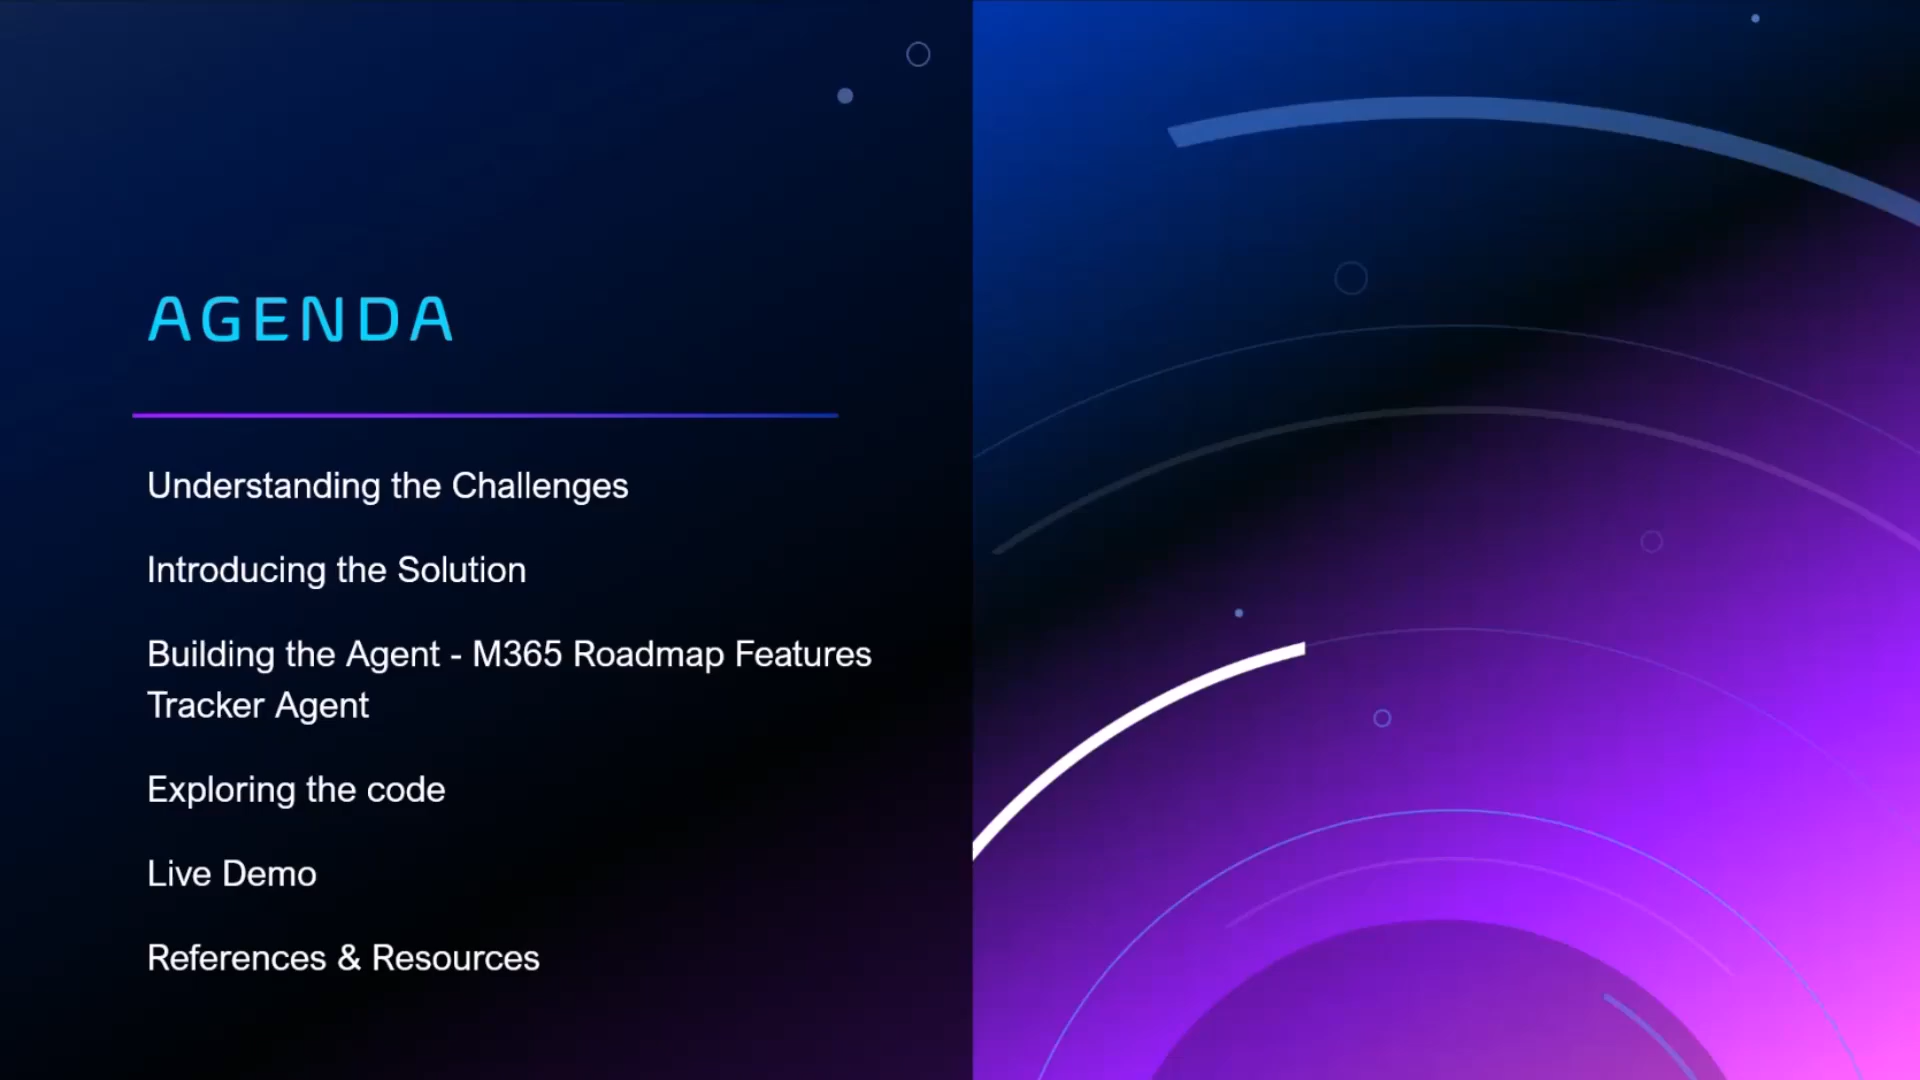 AGENDA
Understanding the Challenges
Introducing the Solution
Building the Agent - M365 Roadmap Features
Tracker Agent
Exploring the code
Live Demo
References & Resources